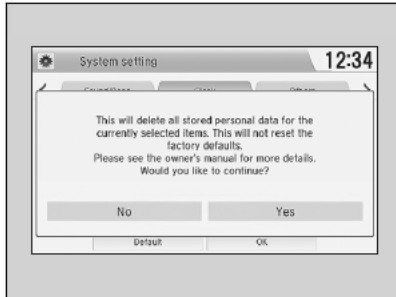 System setting
12:34
Clock
Others
This will delete all stored personal data for the
currently selected items. This will not reset the
factory defaults.
Please see the owner's manual for more details.
Would you like to continue?
No
Yes
Default
OK